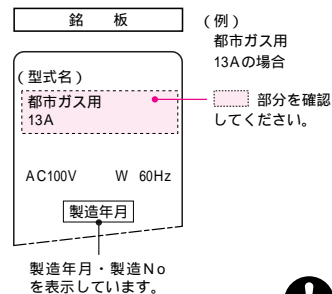 銘 板
（例）
都市ガス用
13Aの場合
（型式名）
都市ガス用
13A
部分を確認
してください。
AC100V W 60Hz
製造年月
製造年月・製造No
を表示しています。